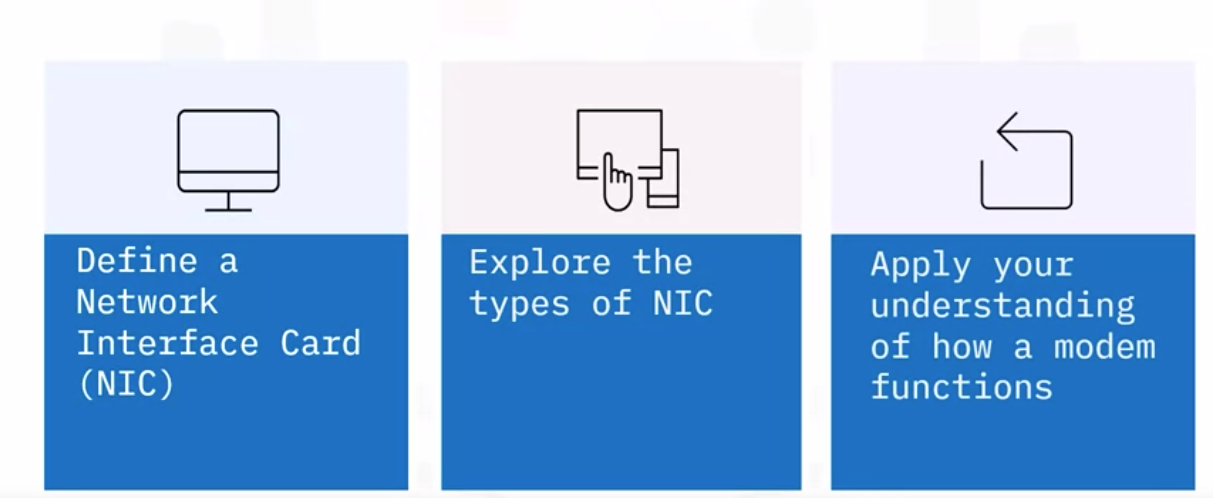 Define a
Network
Interface Card
(NIC)
Explore the
types of NIC
Apply your
understanding
of how a modem
functions